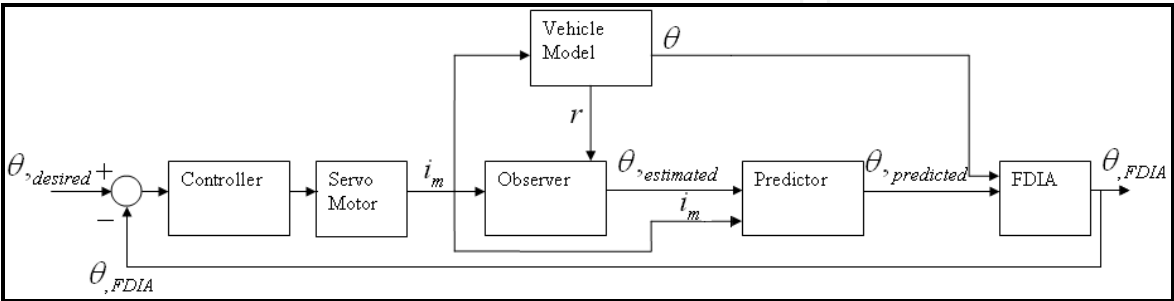 Vehicle
Model
θ
r
θ,desired
+
−
Controller
Servo
Motor
i_m
Observer
θ,estimated
i_m
Predictor
θ,predicted
FDIA
θ,FDIA
θ,FDIA